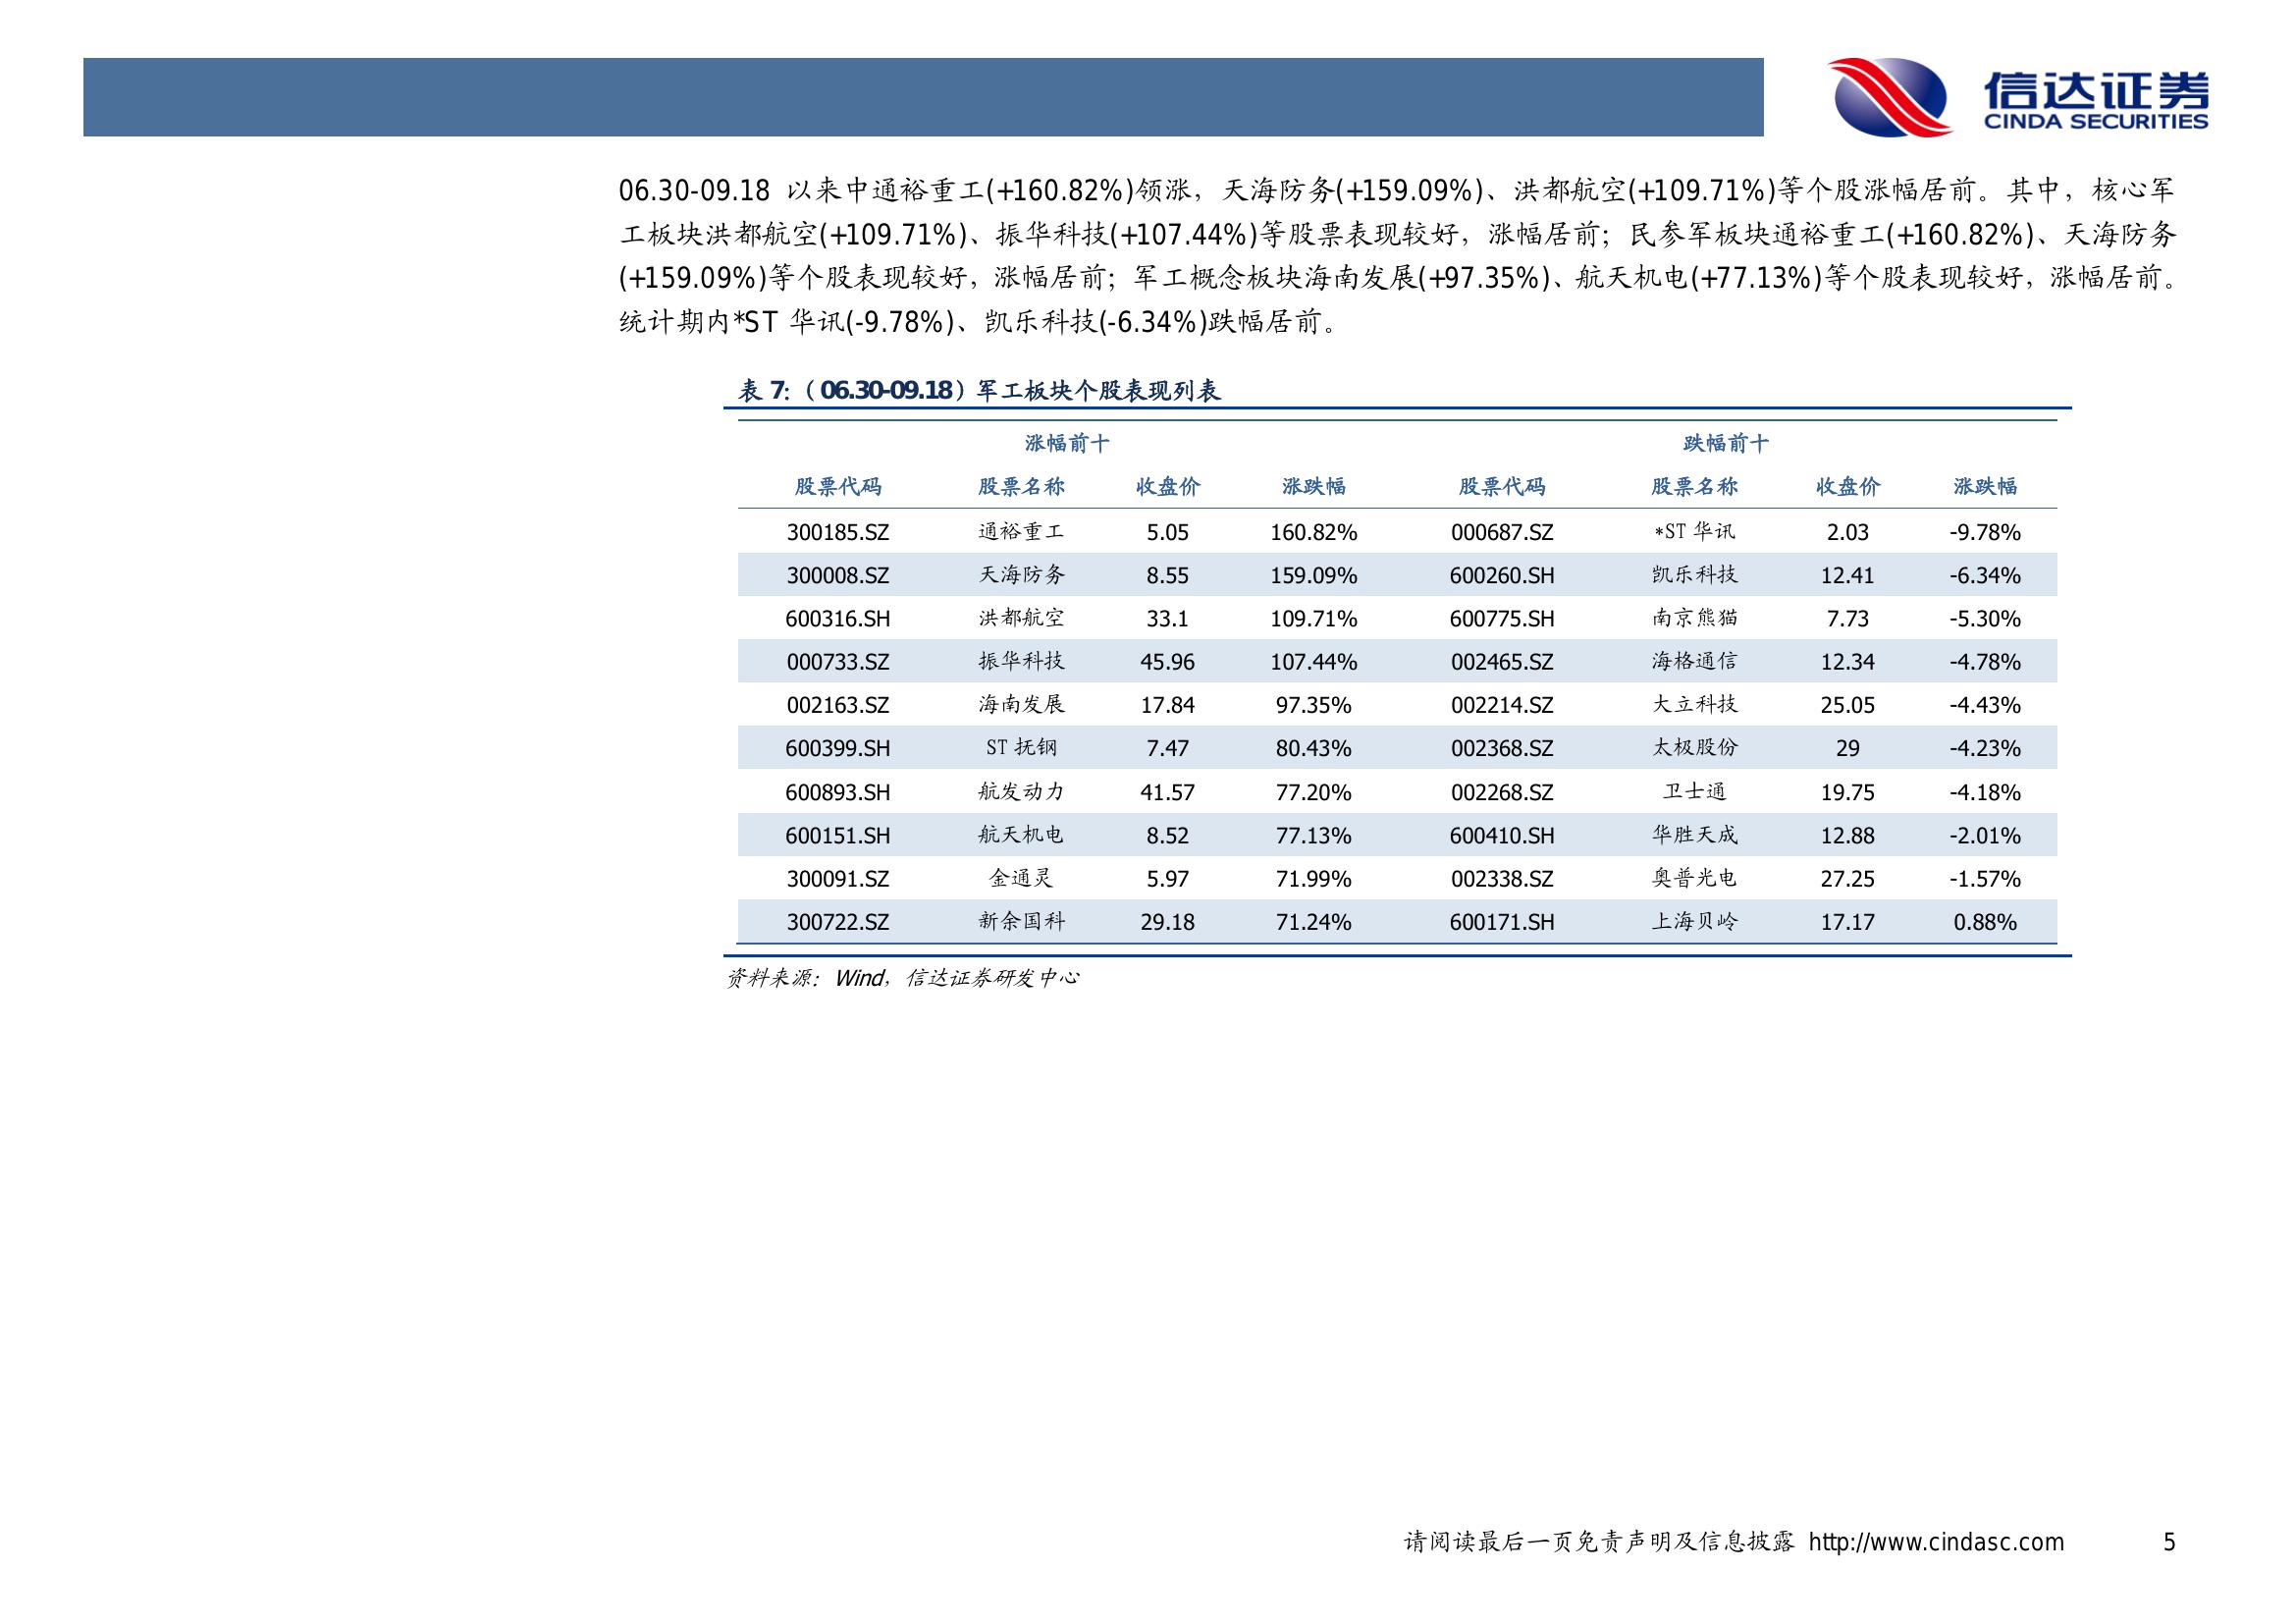 信达证券
CINDA SECURITIES
06.30-09.18 以来中通裕重工(+160.82%)领涨，天海防务(+159.09%)、洪都航空(+109.71%)等个股涨幅居前。其中，核心军
工板块洪都航空(+109.71%)、振华科技(+107.44%)等股票表现较好，涨幅居前；民参军板块通裕重工(+160.82%)、天海防务
(+159.09%)等个股表现较好，涨幅居前；军工概念板块海南发展(+97.35%)、航天机电(+77.13%)等个股表现较好，涨幅居前。
统计期内*ST 华讯(-9.78%)、凯乐科技(-6.34%)跌幅居前。
表 7:（06.30-09.18）军工板块个股表现列表
涨幅前十 跌幅前十
股票代码 股票名称 收盘价 涨跌幅 股票代码 股票名称 收盘价 涨跌幅
300185.SZ 通裕重工 5.05 160.82% 000687.SZ *ST 华讯 2.03 -9.78%
300008.SZ 天海防务 8.55 159.09% 600260.SH 凯乐科技 12.41 -6.34%
600316.SH 洪都航空 33.1 109.71% 600775.SH 南京熊猫 7.73 -5.30%
000733.SZ 振华科技 45.96 107.44% 002465.SZ 海格通信 12.34 -4.78%
002163.SZ 海南发展 17.84 97.35% 002214.SZ 大立科技 25.05 -4.43%
600399.SH ST 抚钢 7.47 80.43% 002368.SZ 太极股份 29 -4.23%
600893.SH 航发动力 41.57 77.20% 002268.SZ 卫士通 19.75 -4.18%
600151.SH 航天机电 8.52 77.13% 600410.SH 华胜天成 12.88 -2.01%
300091.SZ 金通灵 5.97 71.99% 002338.SZ 奥普光电 27.25 -1.57%
300722.SZ 新余国科 29.18 71.24% 600171.SH 上海贝岭 17.17 0.88%
资料来源：Wind，信达证券研发中心
请阅读最后一页免责声明及信息披露 http://www.cindasc.com 5